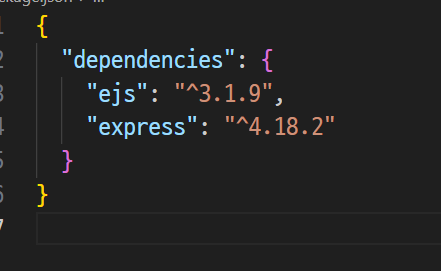 {
"dependencies": {
"ejs": "^3.1.9",
"express": "^4.18.2"
}
}